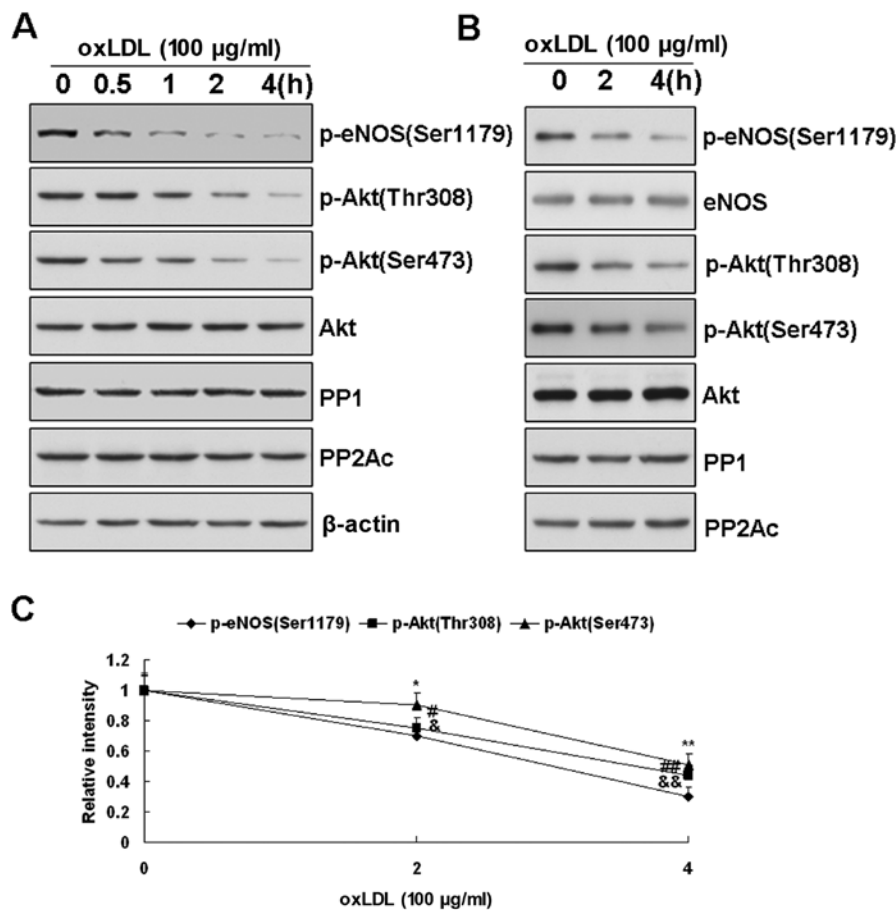 A
oxLDL (100 μg/ml)
0 0.5 1 2 4(h)
p-eNOS(Ser1179)
p-Akt(Thr308)
p-Akt(Ser473)
Akt
PP1
PP2Ac
β-actin
B
oxLDL (100 μg/ml)
0 2 4(h)
p-eNOS(Ser1179)
eNOS
p-Akt(Thr308)
p-Akt(Ser473)
Akt
PP1
PP2Ac
C
p-eNOS(Ser1179) p-Akt(Thr308) p-Akt(Ser473)
Relative intensity
1.2
1
0.8
0.6
0.4
0.2
0
*
#
&
**
##
&&
0 2 4
oxLDL (100 μg/ml)